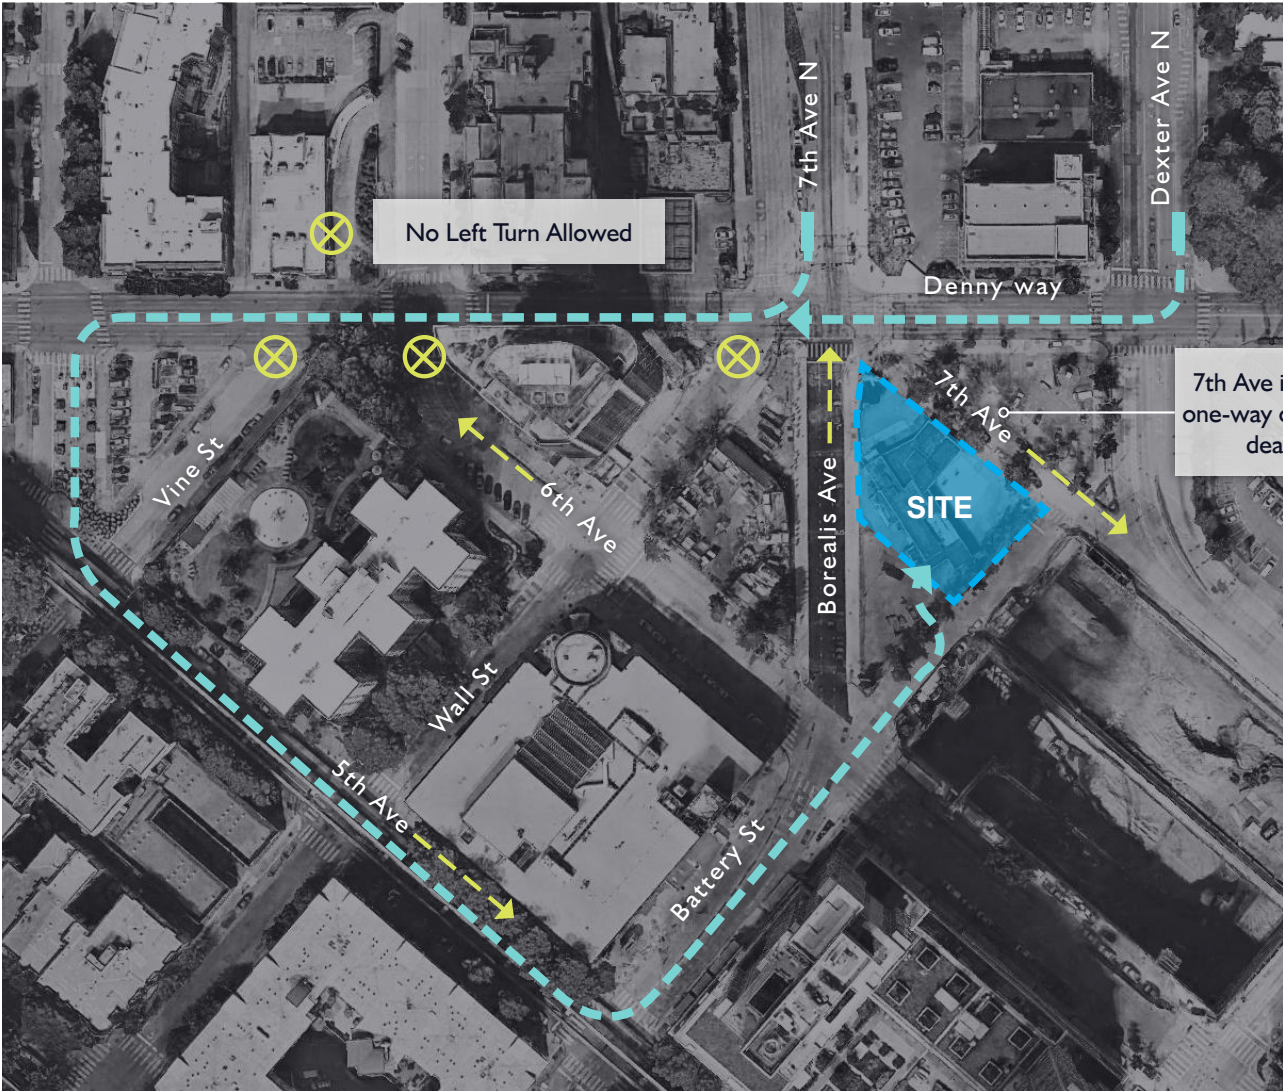 7th Ave N
Dexter Ave N
No Left Turn Allowed
Denny way
7th Ave
7th Ave
one-way
SITE
Vine St
6th Ave
Borealis Ave
Wall St
5th Ave
Battery St